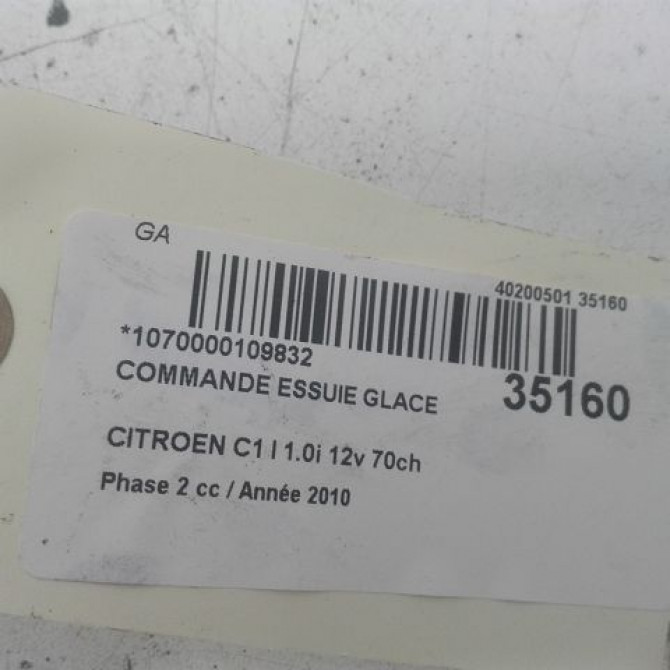 GA
40200501 35160
*1070000109832
COMMANDE ESSUIE GLACE
35160
CITROEN C1 I 1.0i 12v 70ch
Phase 2 cc / Année 2010